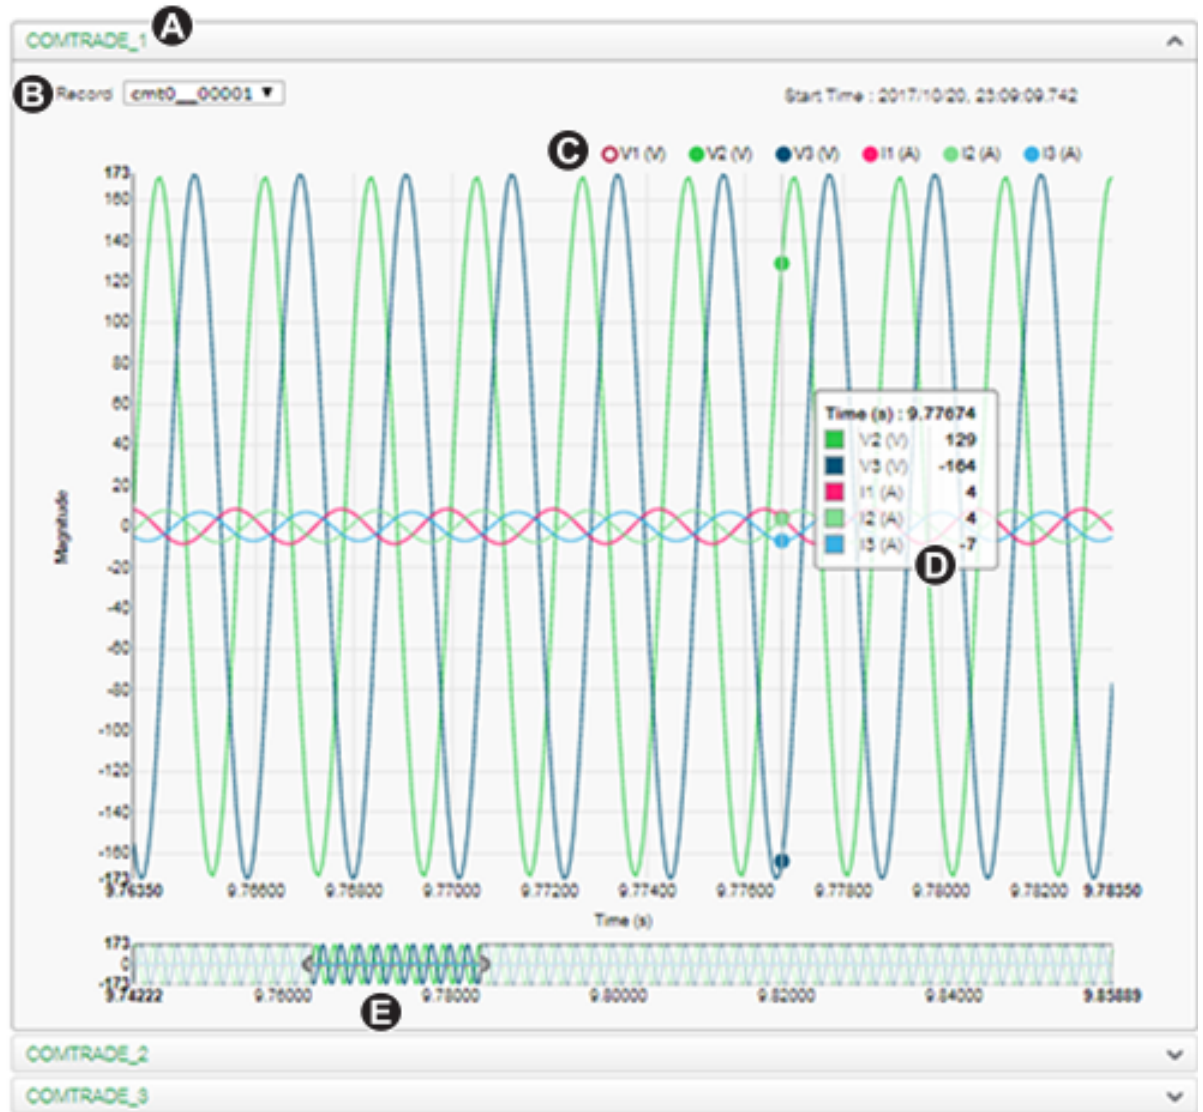 A
COMTRADE_1
B Record cmt0__00001 ▼ Start Time : 2017/10/20, 23:09:09.742
C V1 (V) V2 (V) V3 (V) I1 (A) I2 (A) I3 (A)
173
160
140
120
100
80
60
40
20
0
-20
-40
-60
-80
-100
-120
-140
-160
-173
Magnitude
Time (s) : 9.77674
V2 (V) 129
V3 (V) -164
I1 (A) 4
I2 (A) 4
I3 (A) -7
D
9.76350 9.76600 9.76800 9.77000 9.77200 9.77400 9.77600 9.77800 9.78000 9.78200 9.78350
Time (s)
173
0
-173
9.74222 9.76000 9.78000 9.80000 9.82000 9.84000 9.85889
E
COMTRADE_2
COMTRADE_3